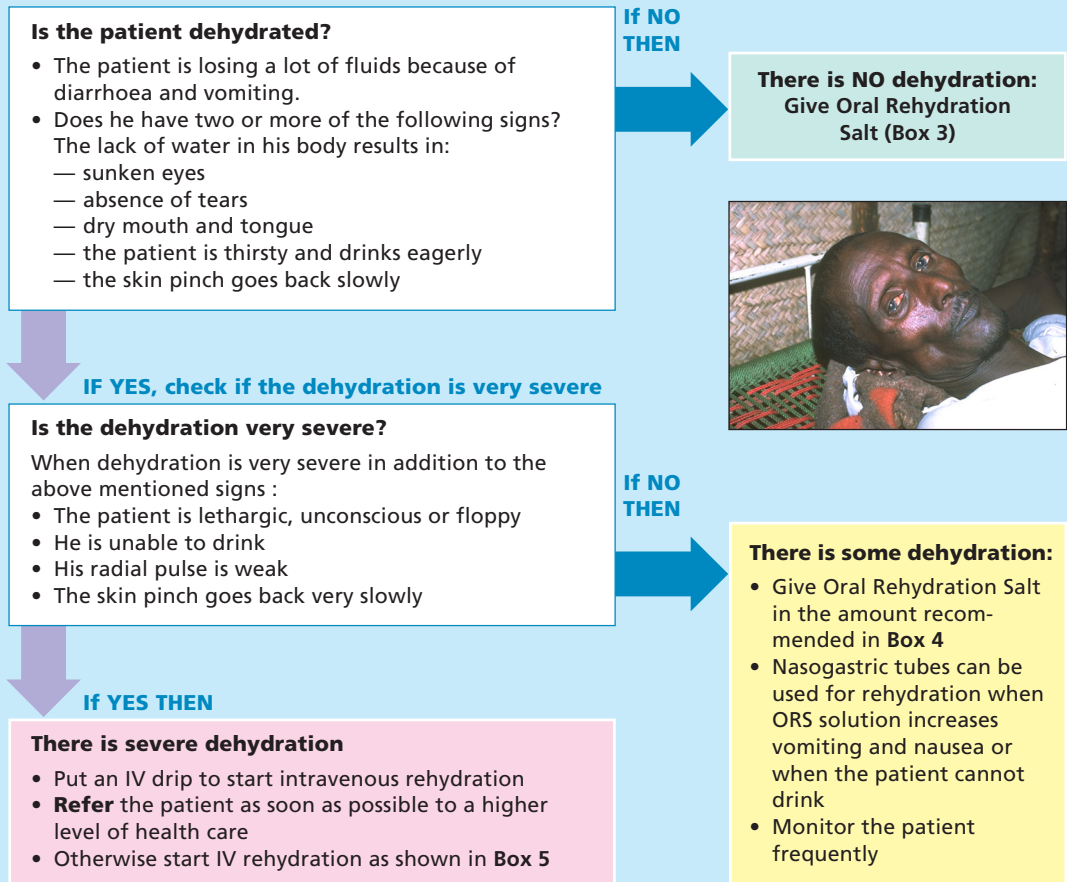 Is the patient dehydrated?
• The patient is losing a lot of fluids because of
diarrhoea and vomiting.
• Does he have two or more of the following signs?
The lack of water in his body results in:
— sunken eyes
— absence of tears
— dry mouth and tongue
— the patient is thirsty and drinks eagerly
— the skin pinch goes back slowly
If NO
THEN
There is NO dehydration:
Give Oral Rehydration
Salt (Box 3)
IF YES, check if the dehydration is very severe
Is the dehydration very severe?
When dehydration is very severe in addition to the
above mentioned signs :
• The patient is lethargic, unconscious or floppy
• He is unable to drink
• His radial pulse is weak
• The skin pinch goes back very slowly
If NO
THEN
There is some dehydration:
• Give Oral Rehydration Salt
in the amount recom-
mended in Box 4
• Nasogastric tubes can be
used for rehydration when
ORS solution increases
vomiting and nausea or
when the patient cannot
drink
• Monitor the patient
frequently
If YES THEN
There is severe dehydration
• Put an IV drip to start intravenous rehydration
• Refer the patient as soon as possible to a higher
level of health care
• Otherwise start IV rehydration as shown in Box 5